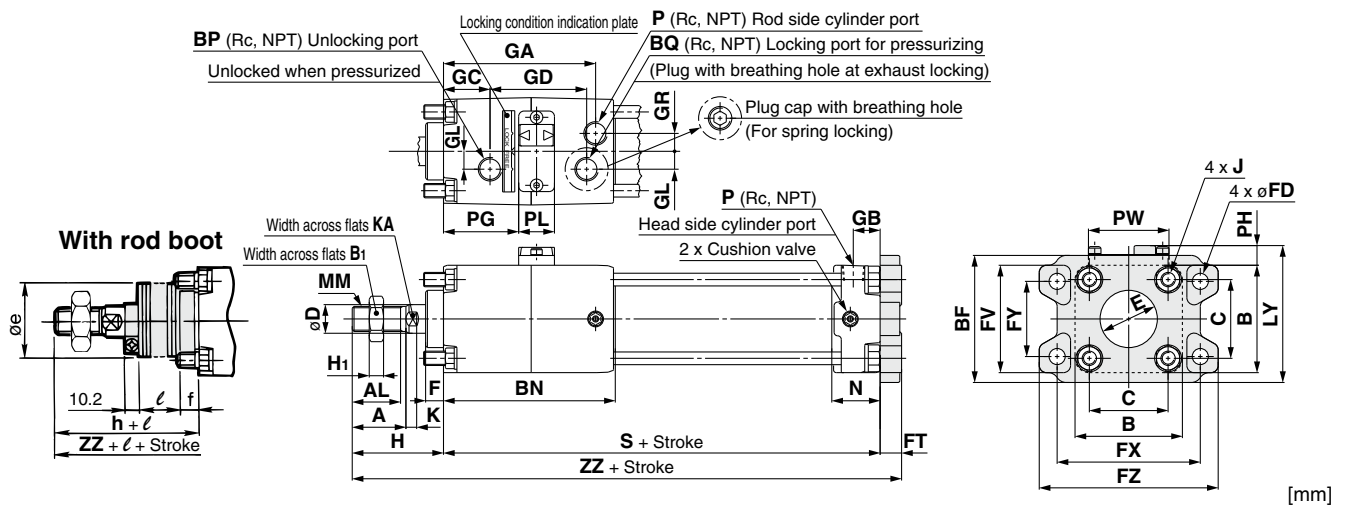 Locking condition indication plate
P (Rc, NPT) Rod side cylinder port
BP (Rc, NPT) Unlocking port
GA
BQ (Rc, NPT) Locking port for pressurizing
Unlocked when pressurized
GC
GD
(Plug with breathing hole at exhaust locking)
GR
Plug cap with breathing hole
(For spring locking)
GL
LOCK
FREE
GL
4 x J
4 x øFD
PG
PL
P (Rc, NPT)
GB
PW
PH
Width across flats KA
Head side cylinder port
With rod boot
Width across flats B1
2 x Cushion valve
MM
øe
øD
E
BF
FV
FY
C
B
LY
H1
AL
F
BN
N
10.2
ℓ
f
A
K
C
h + ℓ
H
S + Stroke
FT
B
FX
ZZ + ℓ + Stroke
ZZ + Stroke
FZ
[mm]